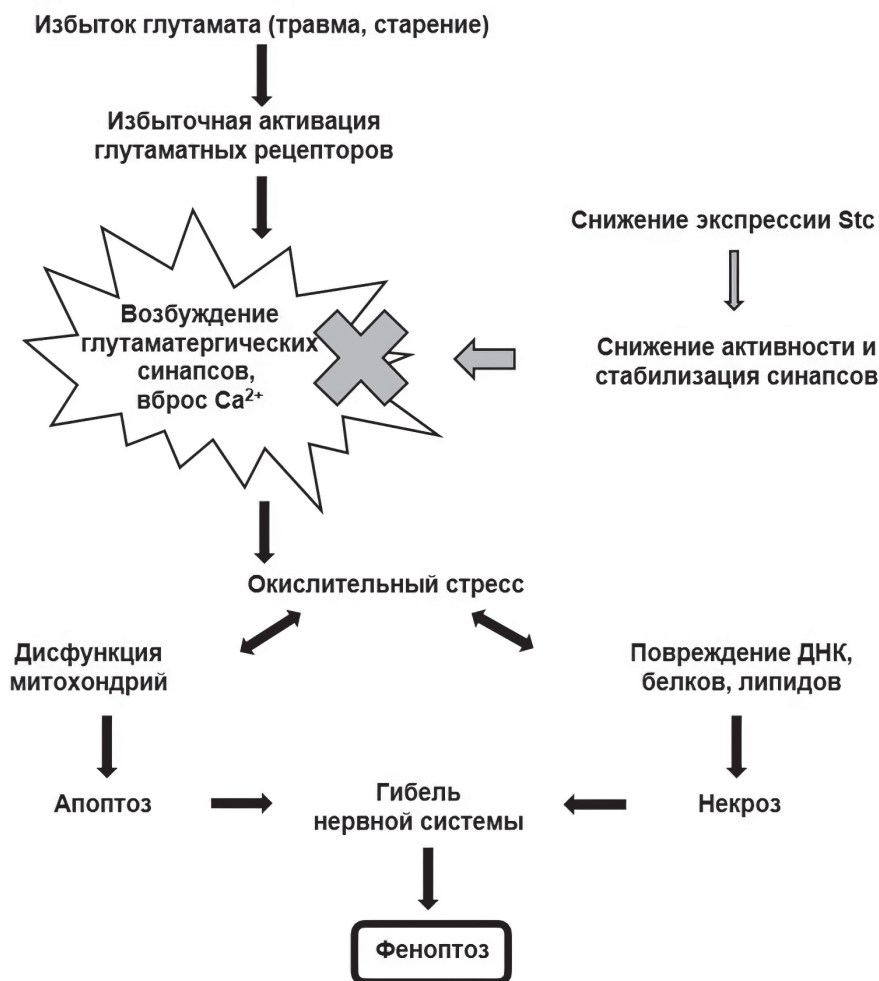 Избыток глутамата (травма, старение)
Избыточная активация
глутаматных рецепторов
Снижение экспрессии Stc
Возбуждение
глутаматергических
синапсов,
вброс Ca²⁺
Снижение активности и
стабилизация синапсов
Окислительный стресс
Дисфункция
митохондрий
Повреждение ДНК,
белков, липидов
Апоптоз
Гибель
нервной системы
Некроз
Феноптоз